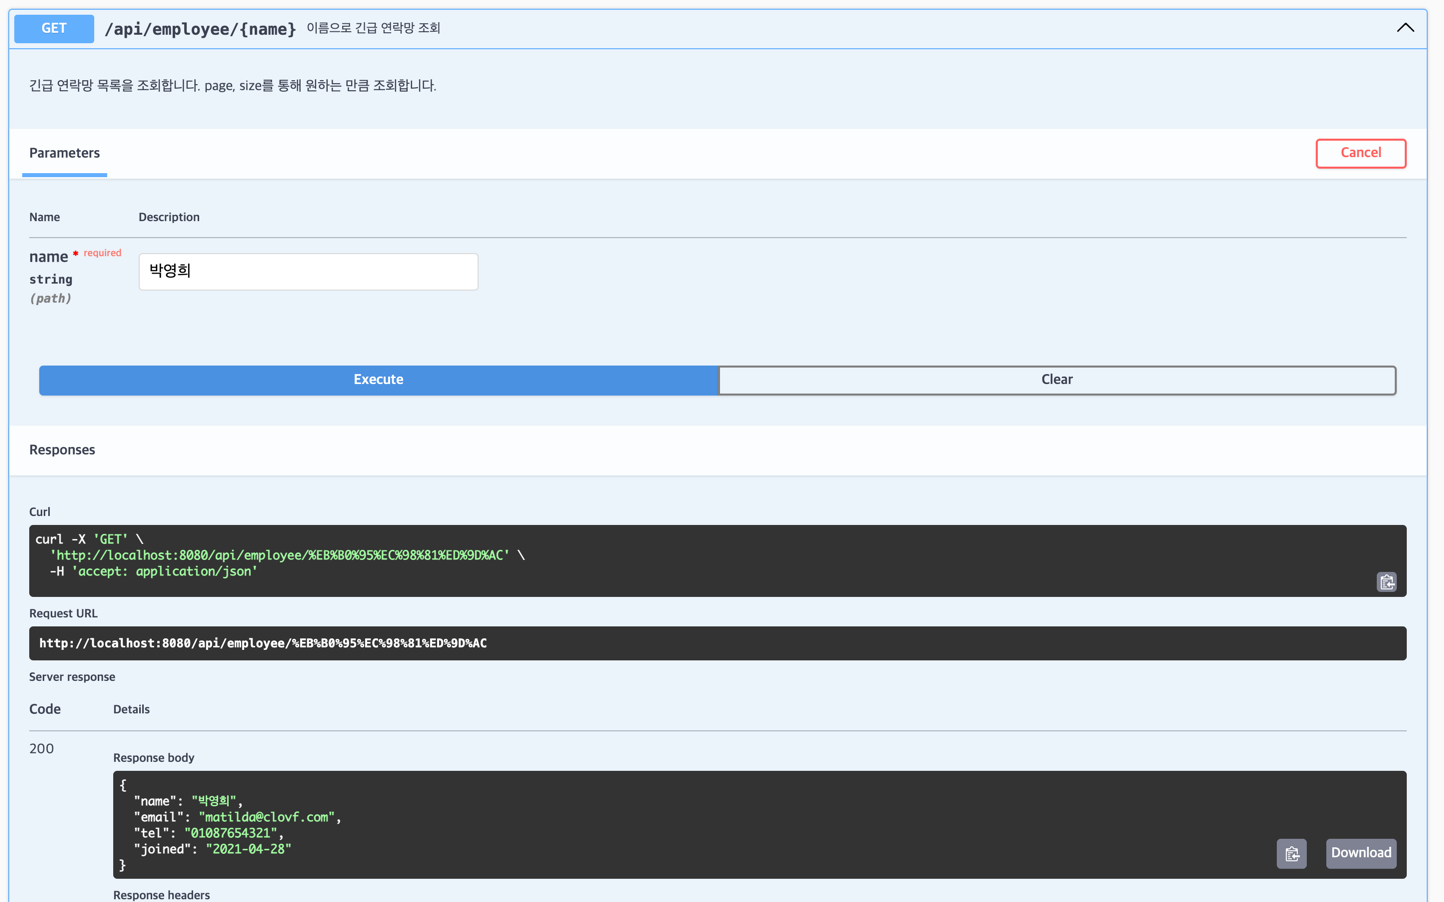 GET /api/employee/{name} 이름으로 긴급 연락망 조회
긴급 연락망 목록을 조회합니다. page, size를 통해 원하는 만큼 조회합니다.
Parameters
Cancel
Name Description
name * required
string
(path)
박영희
Execute
Clear
Responses
Curl
curl -X 'GET' \
'http://localhost:8080/api/employee/%EB%B0%95%EC%98%81%ED%9D%AC' \
-H 'accept: application/json'
Request URL
http://localhost:8080/api/employee/%EB%B0%95%EC%98%81%ED%9D%AC
Server response
Code Details
200
Response body
{
"name": "박영희",
"email": "matilda@clovf.com",
"tel": "01087654321",
"joined": "2021-04-28"
}
Download
Response headers